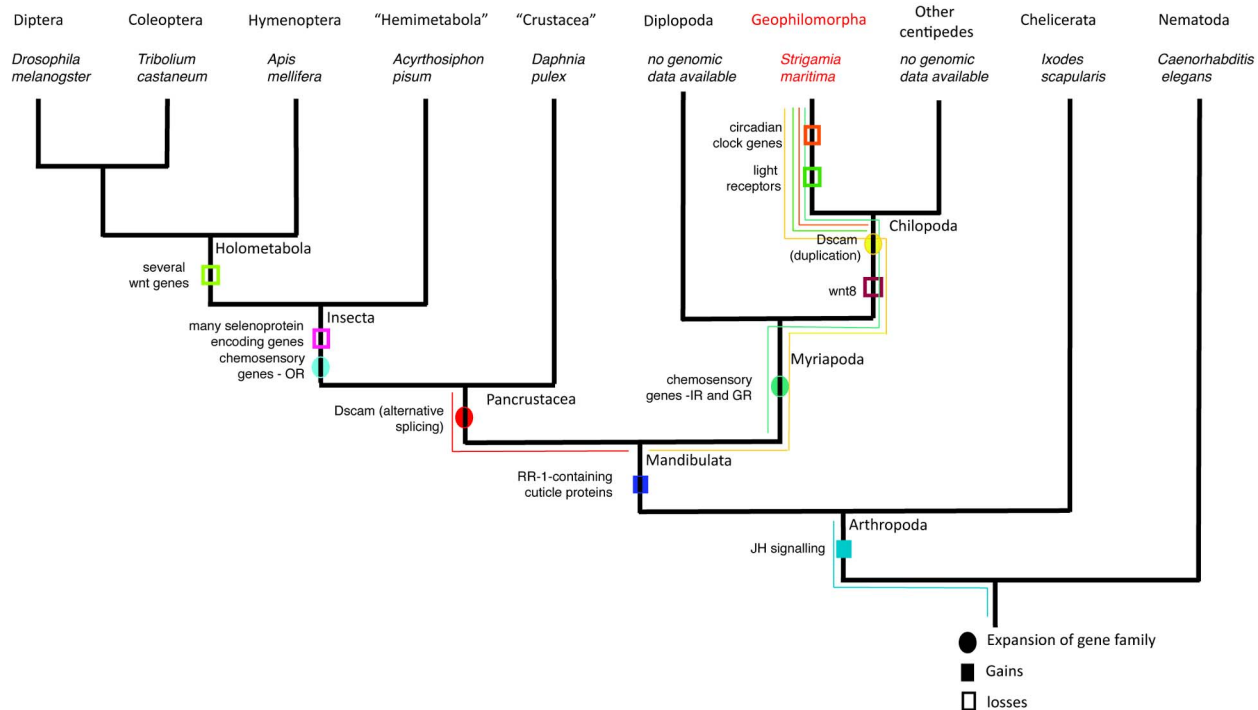 Diptera
Coleoptera
Hymenoptera
“Hemimetabola”
“Crustacea”
Diplopoda
Geophilomorpha
Other
centipedes
Chelicerata
Nematoda
Drosophila
melanogster
Tribolium
castaneum
Apis
mellifera
Acyrthosiphon
pisum
Daphnia
pulex
no genomic
data available
Strigamia
maritima
no genomic
data available
Ixodes
scapularis
Caenorhabditis
elegans
circadian
clock genes
light
receptors
Chilopoda
Dscam
(duplication)
Holometabola
several
wnt genes
wnt8
Insecta
many selenoprotein
encoding genes
chemosensory
genes - OR
Myriapoda
chemosensory
genes -IR and GR
Pancrustacea
Dscam (alternative
splicing)
Mandibulata
RR-1-containing
cuticle proteins
Arthropoda
JH signalling
Expansion of gene family
Gains
losses